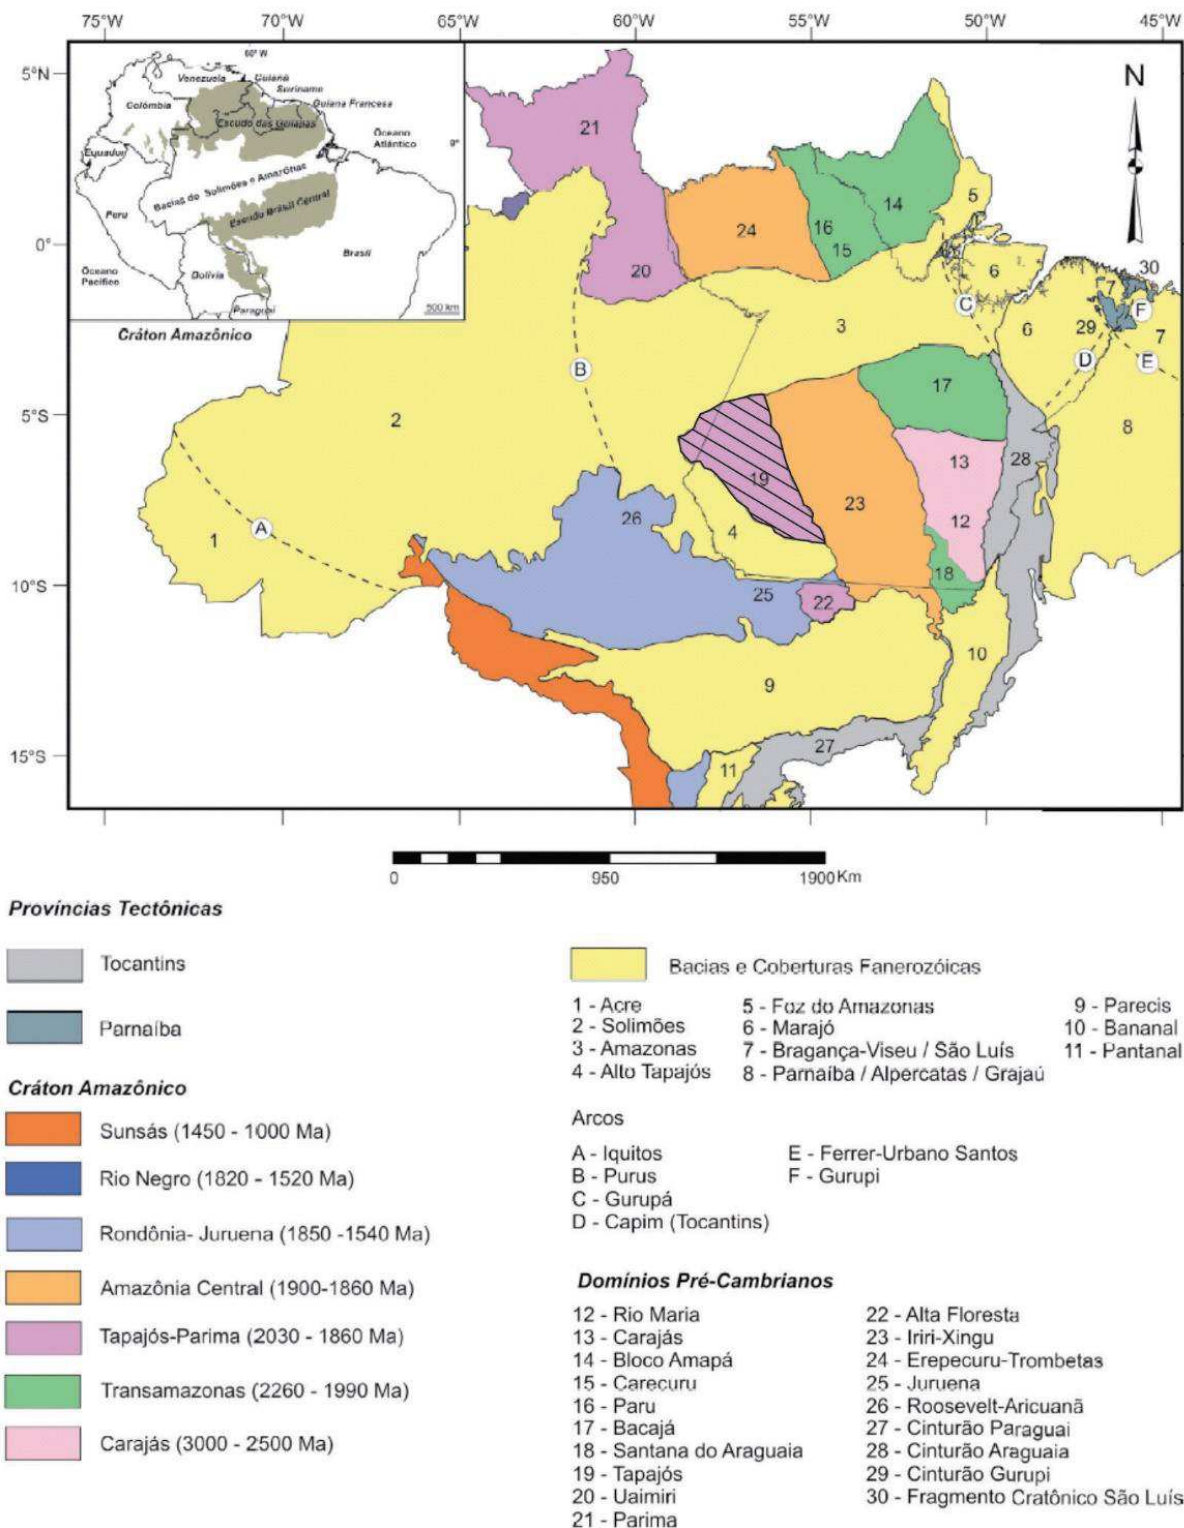 75°W 70°W 65°W 60°W 55°W 50°W 45°W
5°N
0°
5°S
10°S
15°S
60° W
Venezuela
Guiana
Suriname
Guiana Francesa
Colômbia
Escudo das Guianas
Oceano
Atlântico
0°
Equador
Bacias do Solimões e Amazônas
Peru
Escudo Brasil Central
Brasil
Bolívia
Oceano
Pacífico
Paraguai
500 km
Cráton Amazônico
N
21
5
14
16
24
15
20
6
30
7
C
F
3
6
29
7
D
E
B
17
2
8
13
28
19
23
26
12
4
A
1
18
25
22
10
9
27
11
0 950 1900 Km
Províncias Tectônicas
Tocantins
Parnaíba
Cráton Amazônico
Sunsás (1450 - 1000 Ma)
Rio Negro (1820 - 1520 Ma)
Rondônia- Juruena (1850 -1540 Ma)
Amazônia Central (1900-1860 Ma)
Tapajós-Parima (2030 - 1860 Ma)
Transamazonas (2260 - 1990 Ma)
Carajás (3000 - 2500 Ma)
Bacias e Coberturas Fanerozóicas
1 - Acre
2 - Solimões
3 - Amazonas
4 - Alto Tapajós
5 - Foz do Amazonas
6 - Marajó
7 - Bragança-Viseu / São Luís
8 - Parnaíba / Alpercatas / Grajaú
9 - Parecis
10 - Bananal
11 - Pantanal
Arcos
A - Iquitos
B - Purus
C - Gurupá
D - Capim (Tocantins)
E - Ferrer-Urbano Santos
F - Gurupi
Domínios Pré-Cambrianos
12 - Rio Maria
13 - Carajás
14 - Bloco Amapá
15 - Carecuru
16 - Paru
17 - Bacajá
18 - Santana do Araguaia
19 - Tapajós
20 - Uaimiri
21 - Parima
22 - Alta Floresta
23 - Iriri-Xingu
24 - Erepecuru-Trombetas
25 - Juruena
26 - Roosevelt-Aricuanã
27 - Cinturão Paraguai
28 - Cinturão Araguaia
29 - Cinturão Gurupi
30 - Fragmento Cratônico São Luís